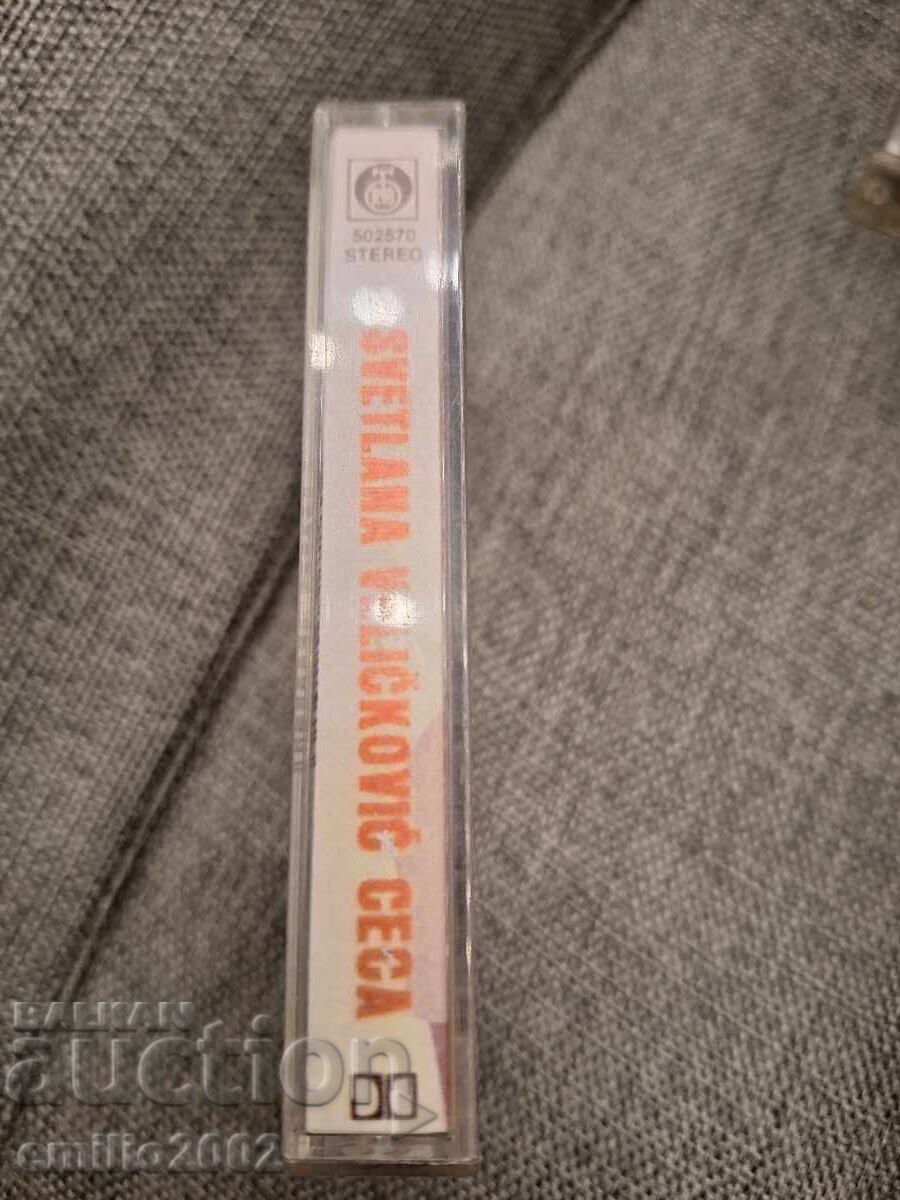 502570
STEREO
SVETLANA VELIČKOVIĆ CECA
BALKAN
auction
emilio2002